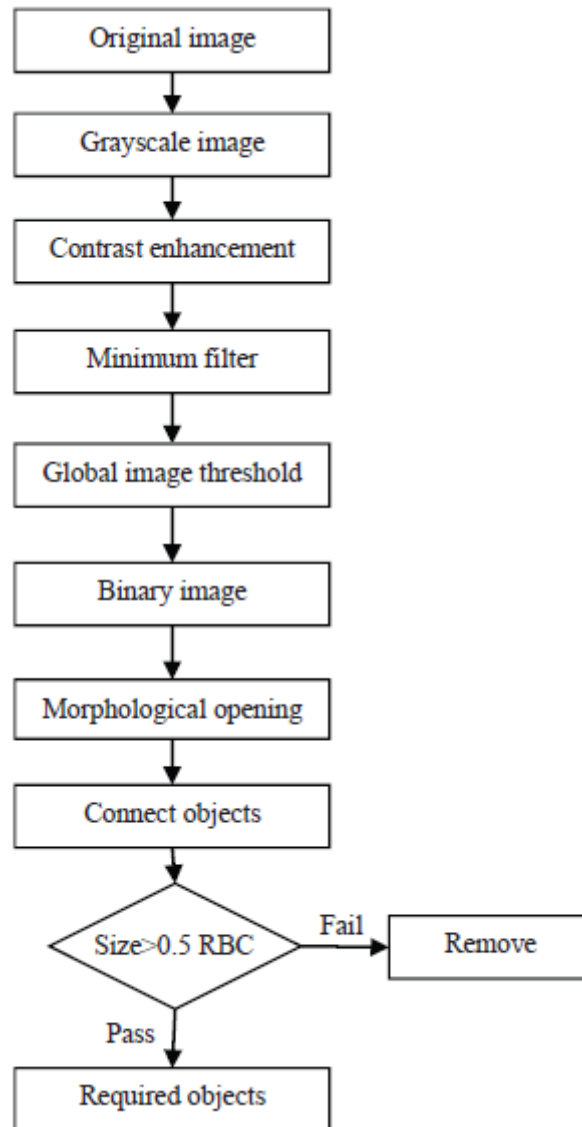 Original image
Grayscale image
Contrast enhancement
Minimum filter
Global image threshold
Binary image
Morphological opening
Connect objects
Size>0.5 RBC
Fail
Remove
Pass
Required objects